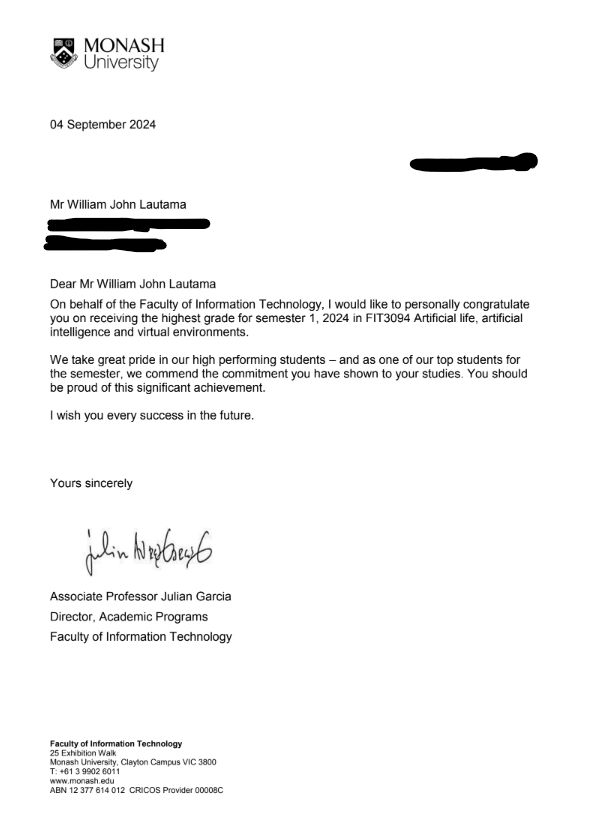 MONASH
University
04 September 2024
Mr William John Lautama
Dear Mr William John Lautama
On behalf of the Faculty of Information Technology, I would like to personally congratulate
you on receiving the highest grade for semester 1, 2024 in FIT3094 Artificial life, artificial
intelligence and virtual environments.
We take great pride in our high performing students – and as one of our top students for
the semester, we commend the commitment you have shown to your studies. You should
be proud of this significant achievement.
I wish you every success in the future.
Yours sincerely
Associate Professor Julian Garcia
Director, Academic Programs
Faculty of Information Technology
Faculty of Information Technology
25 Exhibition Walk
Monash University, Clayton Campus VIC 3800
T: +61 3 9902 6011
www.monash.edu
ABN 12 377 614 012 CRICOS Provider 00008C